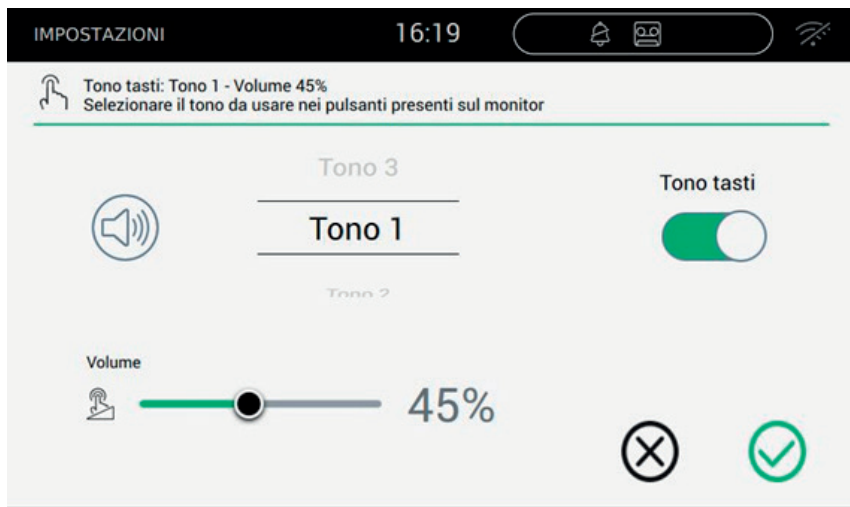 IMPOSTAZIONI 16:19
Tono tasti: Tono 1 - Volume 45%
Selezionare il tono da usare nei pulsanti presenti sul monitor
Tono 3
Tono tasti
Tono 1
Tono 2
Volume
45%